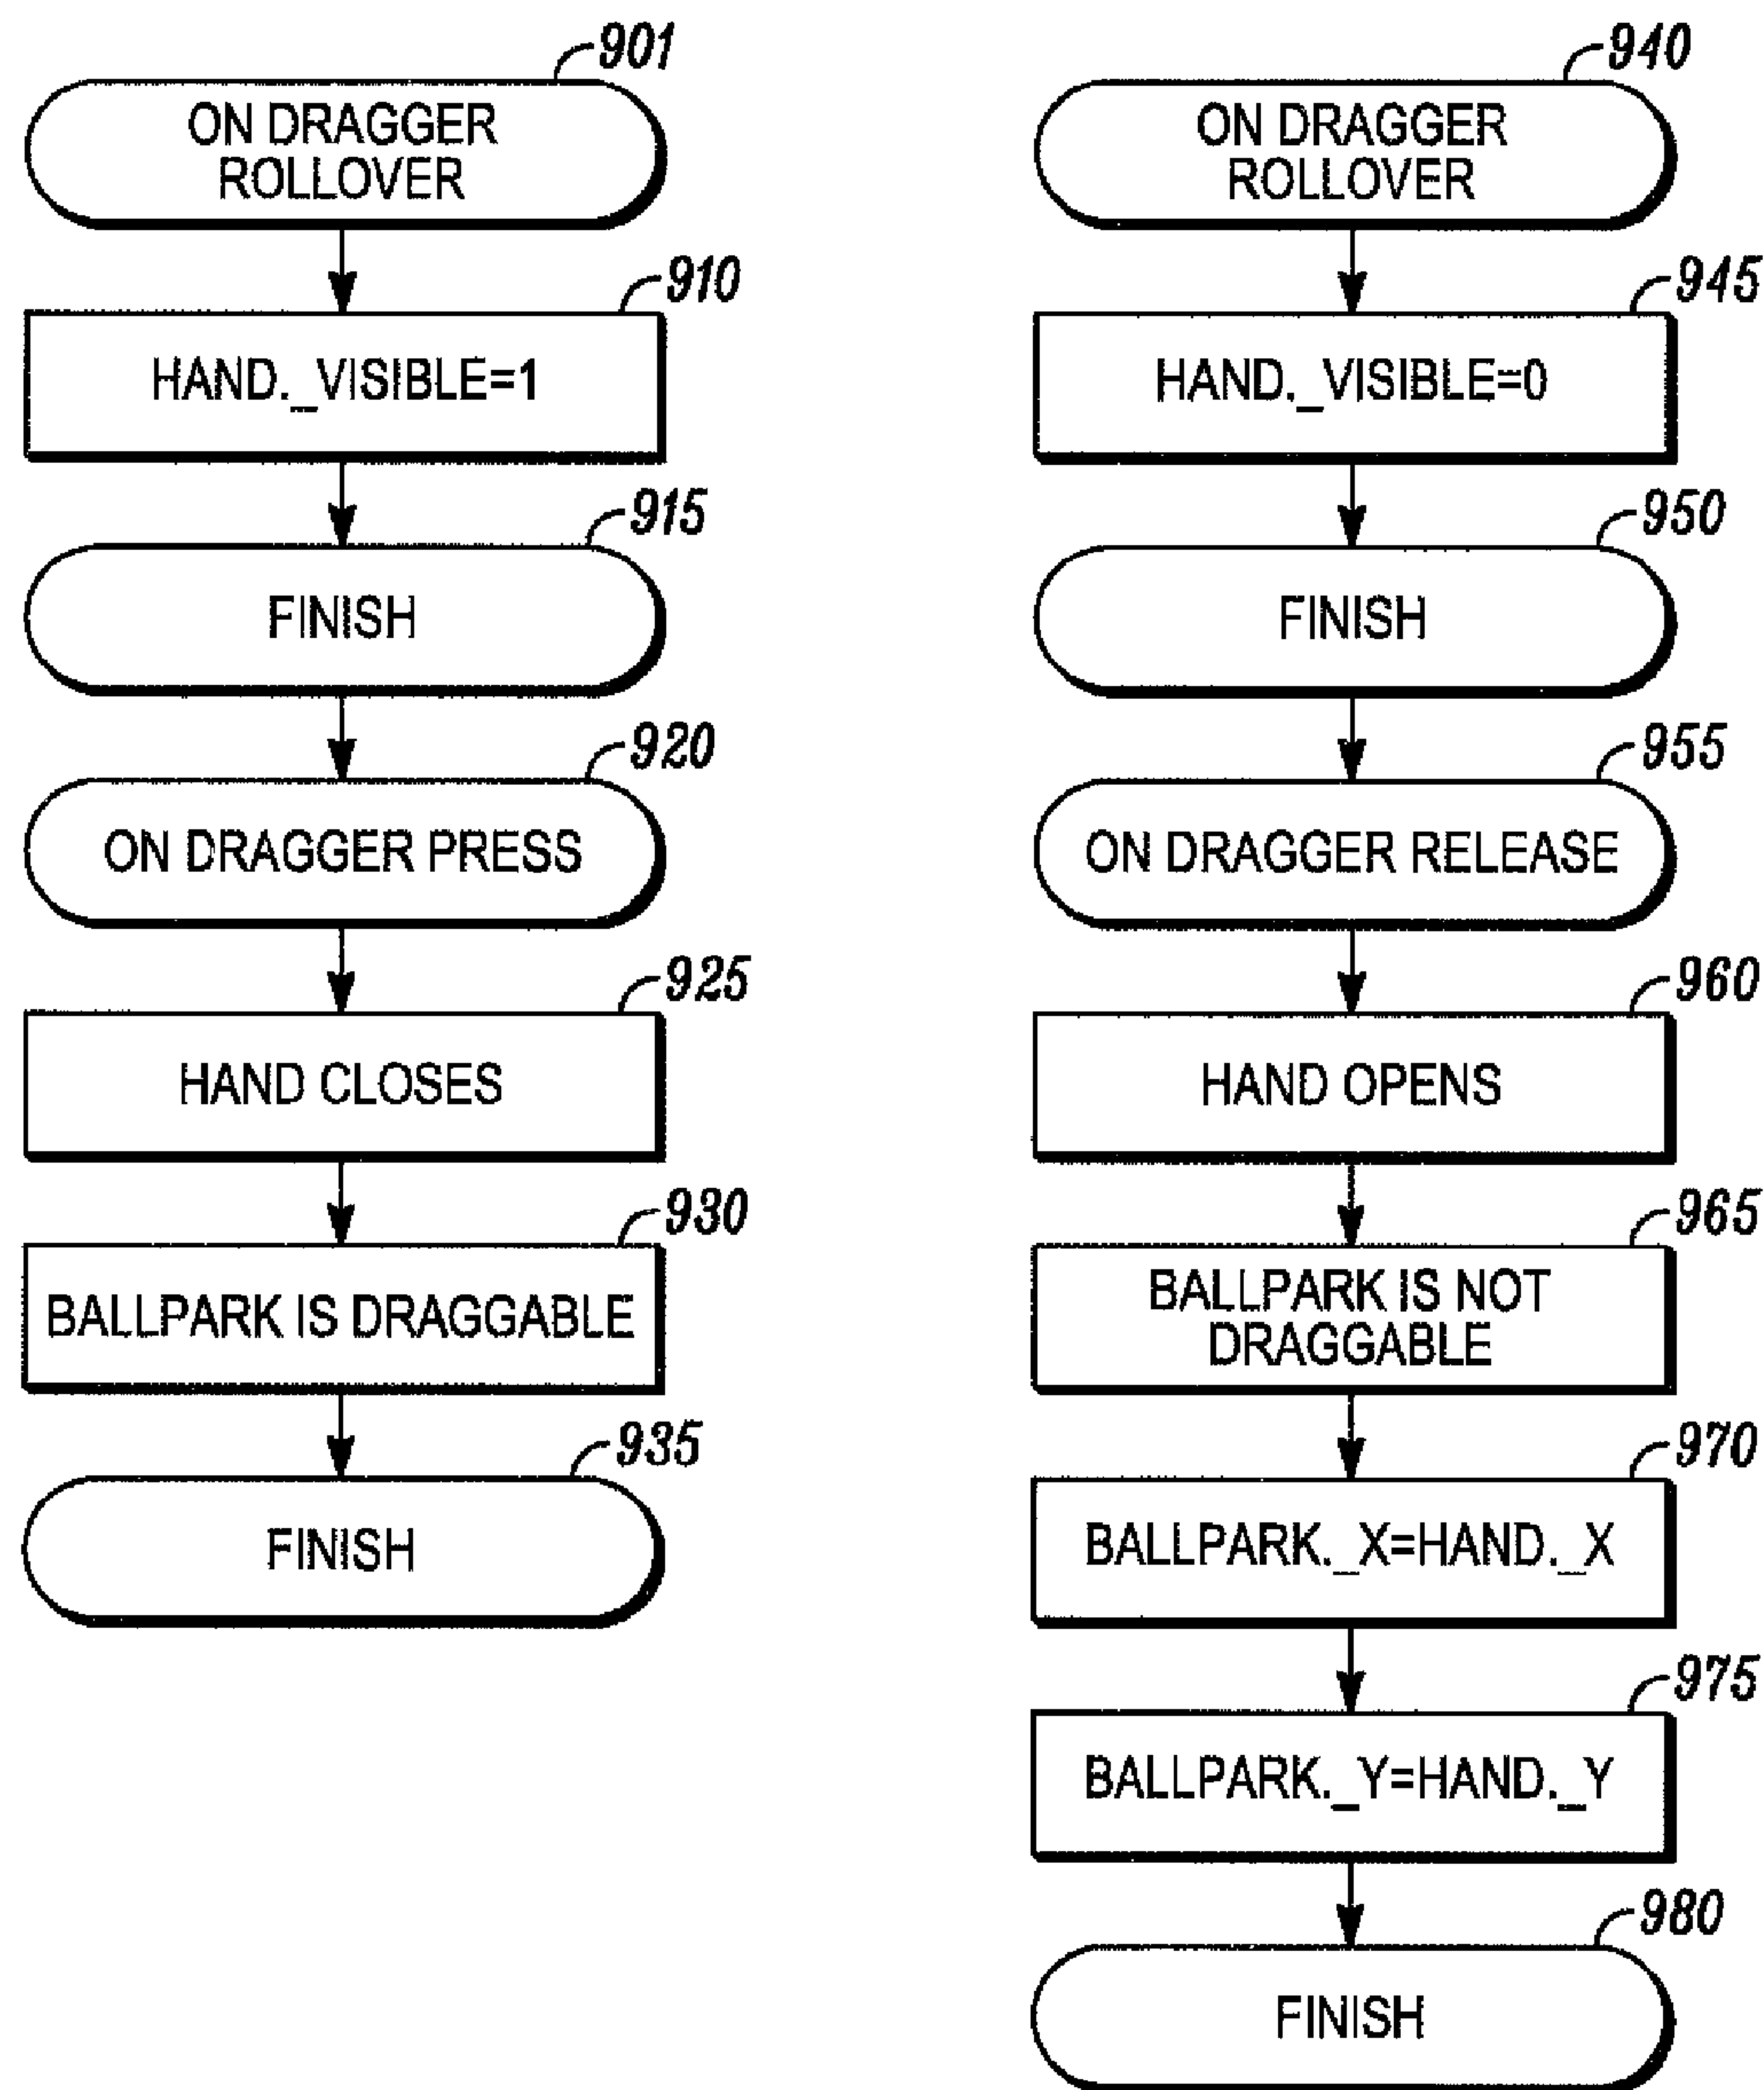 901
ON DRAGGER
ROLLOVER
910
HAND._VISIBLE=1
915
FINISH
920
ON DRAGGER PRESS
925
HAND CLOSES
930
BALLPARK IS DRAGGABLE
935
FINISH
940
ON DRAGGER
ROLLOVER
945
HAND._VISIBLE=0
950
FINISH
955
ON DRAGGER RELEASE
960
HAND OPENS
965
BALLPARK IS NOT
DRAGGABLE
970
BALLPARK._X=HAND._X
975
BALLPARK._Y=HAND._Y
980
FINISH